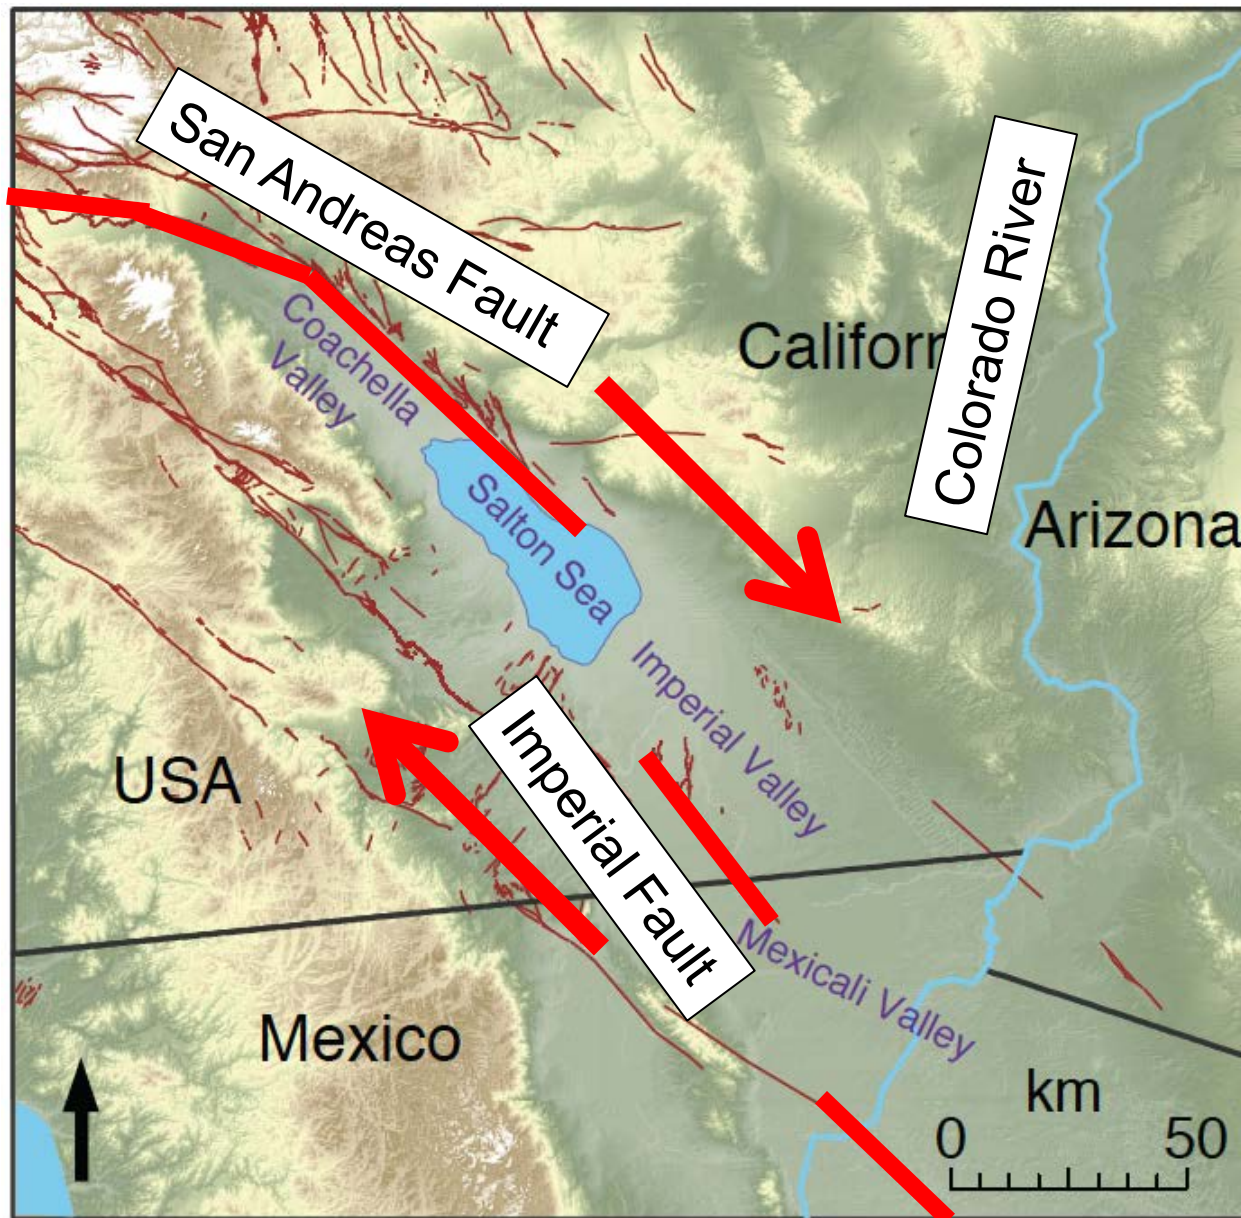 San Andreas Fault
Colorado River
Coachella
Valley
Californ
Arizona
Salton Sea
Imperial Valley
USA
Imperial Fault
Mexicali Valley
Mexico
km
0 50